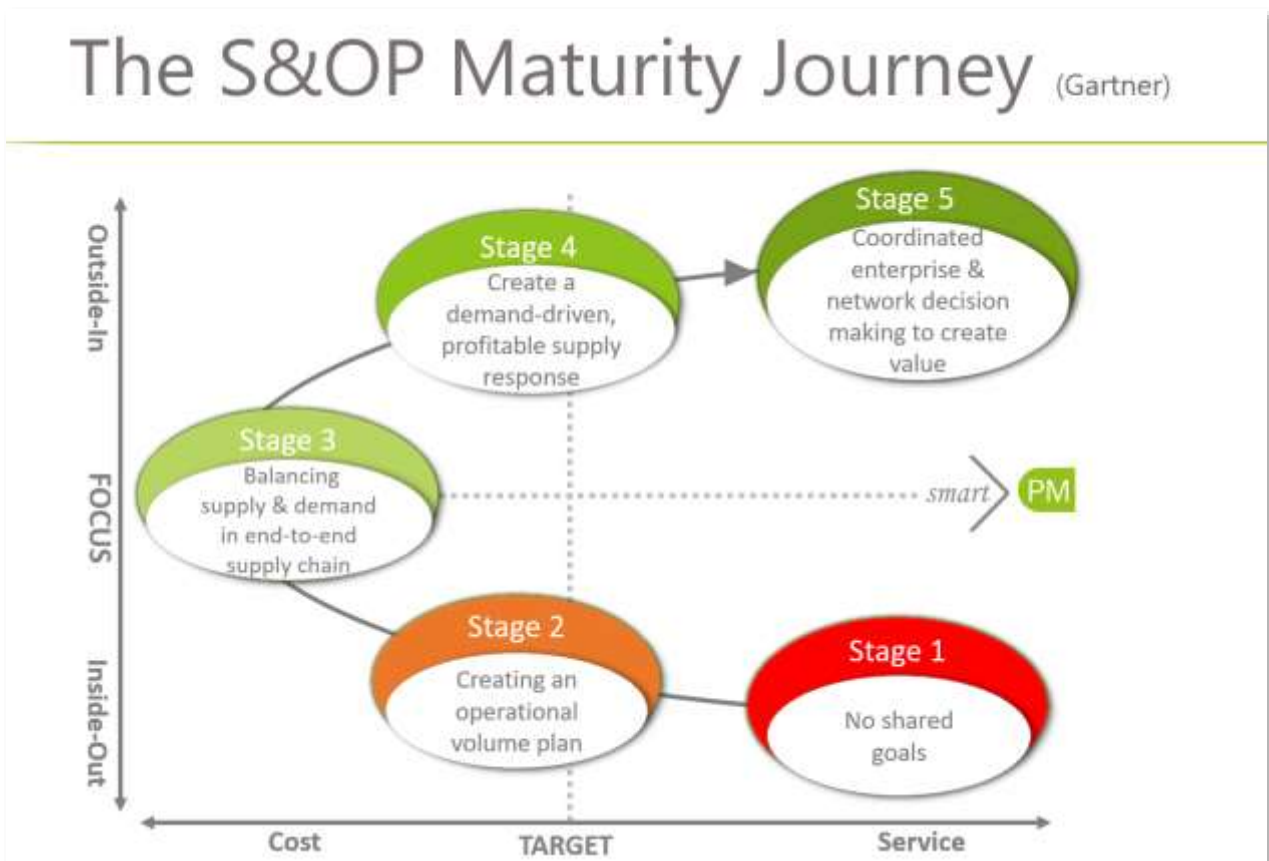 The S&OP Maturity Journey (Gartner)
Outside-In
FOCUS
Inside-Out
Stage 5
Coordinated
enterprise &
network decision
making to create
value
Stage 4
Create a
demand-driven,
profitable supply
response
Stage 3
Balancing
supply & demand
in end-to-end
supply chain
smart PM
Stage 2
Creating an
operational
volume plan
Stage 1
No shared
goals
Cost
TARGET
Service